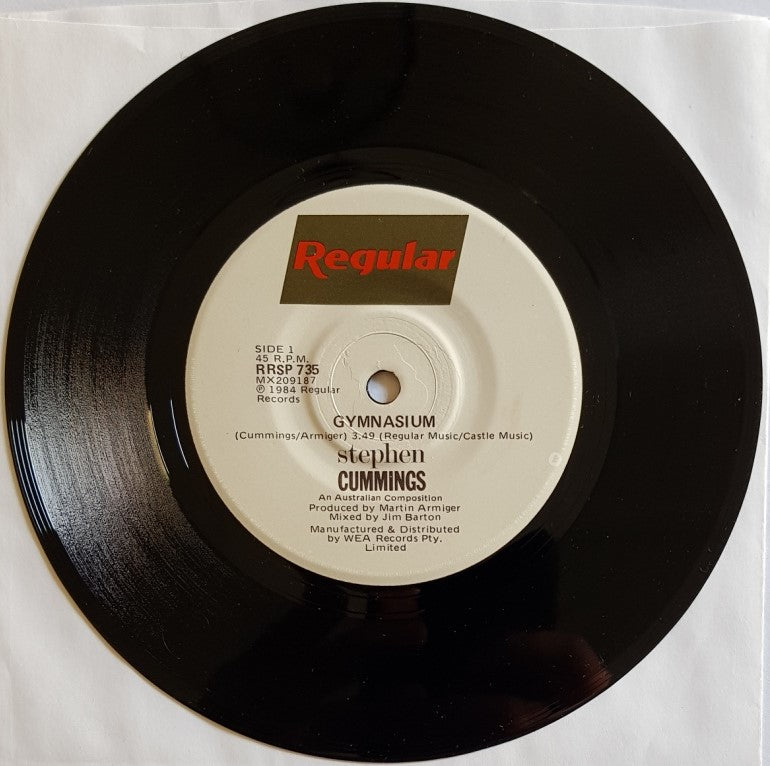 Regular
SIDE 1
45 R.P.M.
RRSP 735
MX209187
℗ 1984 Regular
Records
GYMNASIUM
(Cummings/Armiger) 3.49 (Regular Music/Castle Music)
stephen
CUMMiNGS
An Australian Composition
Produced by Martin Armiger
Mixed by Jim Barton
Manufactured & Distributed
by WEA Records Pty.
Limited